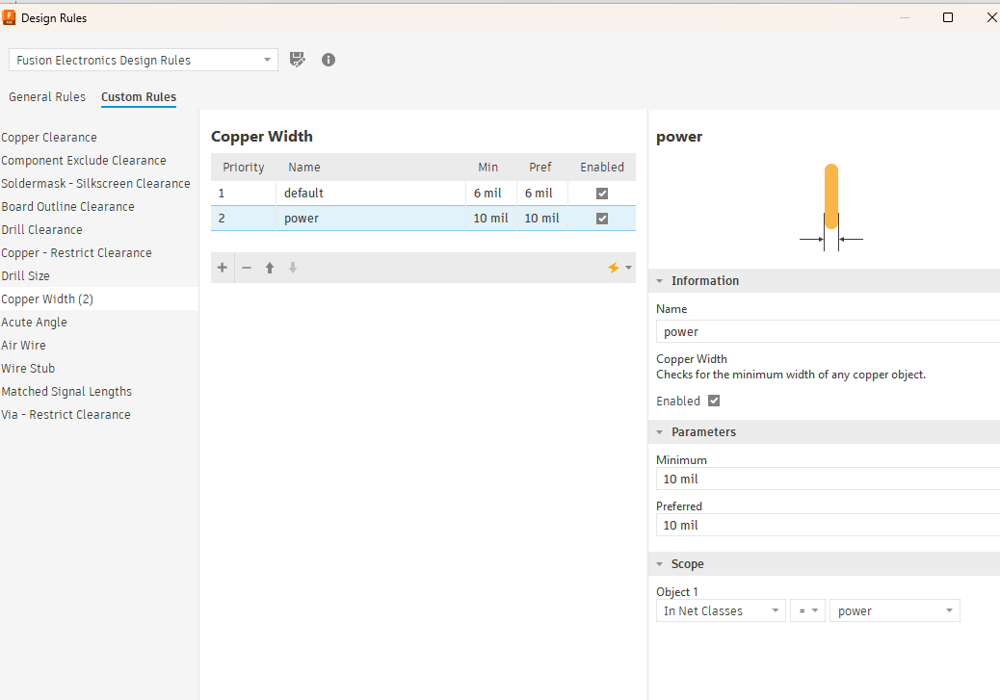 Design Rules
Fusion Electronics Design Rules
General Rules Custom Rules
Copper Clearance
Component Exclude Clearance
Soldermask - Silkscreen Clearance
Board Outline Clearance
Drill Clearance
Copper - Restrict Clearance
Drill Size
Copper Width (2)
Acute Angle
Air Wire
Wire Stub
Matched Signal Lengths
Via - Restrict Clearance
Copper Width
Priority Name Min Pref Enabled
1 default 6 mil 6 mil
2 power 10 mil 10 mil
power
Information
Name
power
Copper Width
Checks for the minimum width of any copper object.
Enabled
Parameters
Minimum
10 mil
Preferred
10 mil
Scope
Object 1
In Net Classes = power